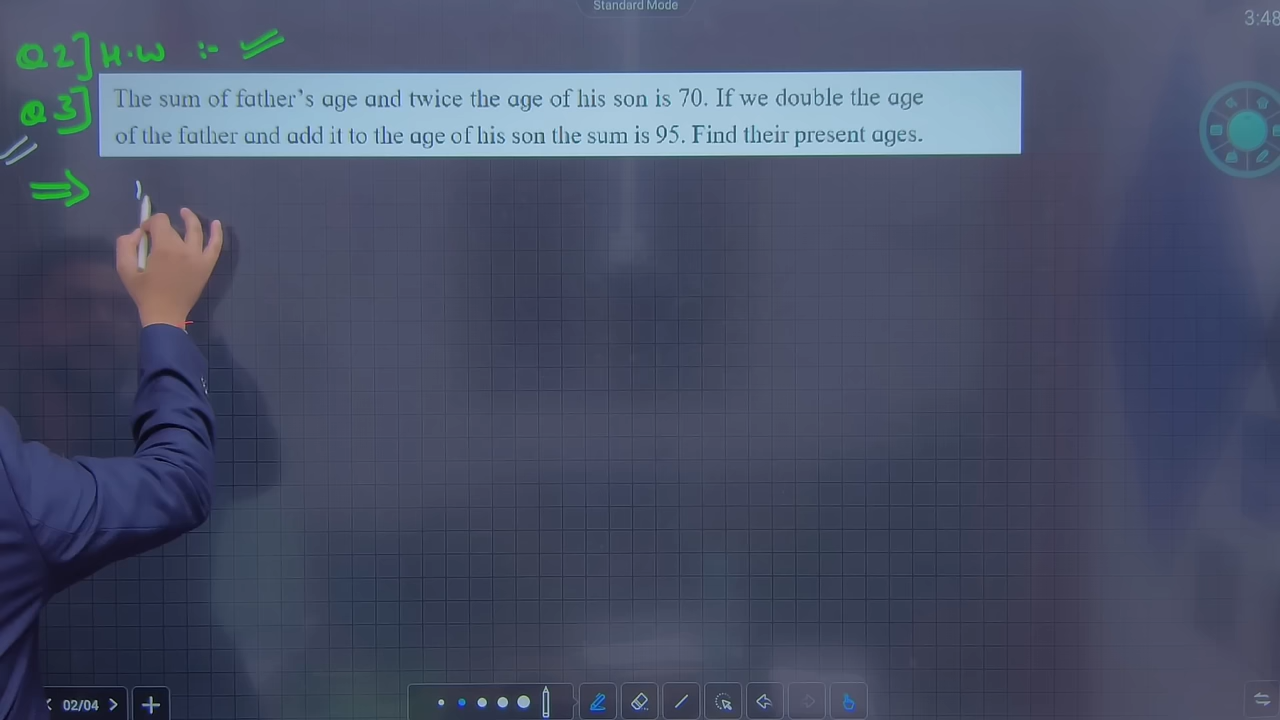 Standard Mode
3:48
Q2] H.W :-
Q3] The sum of father's age and twice the age of his son is 70. If we double the age
of the father and add it to the age of his son the sum is 95. Find their present ages.
⇒
02/04